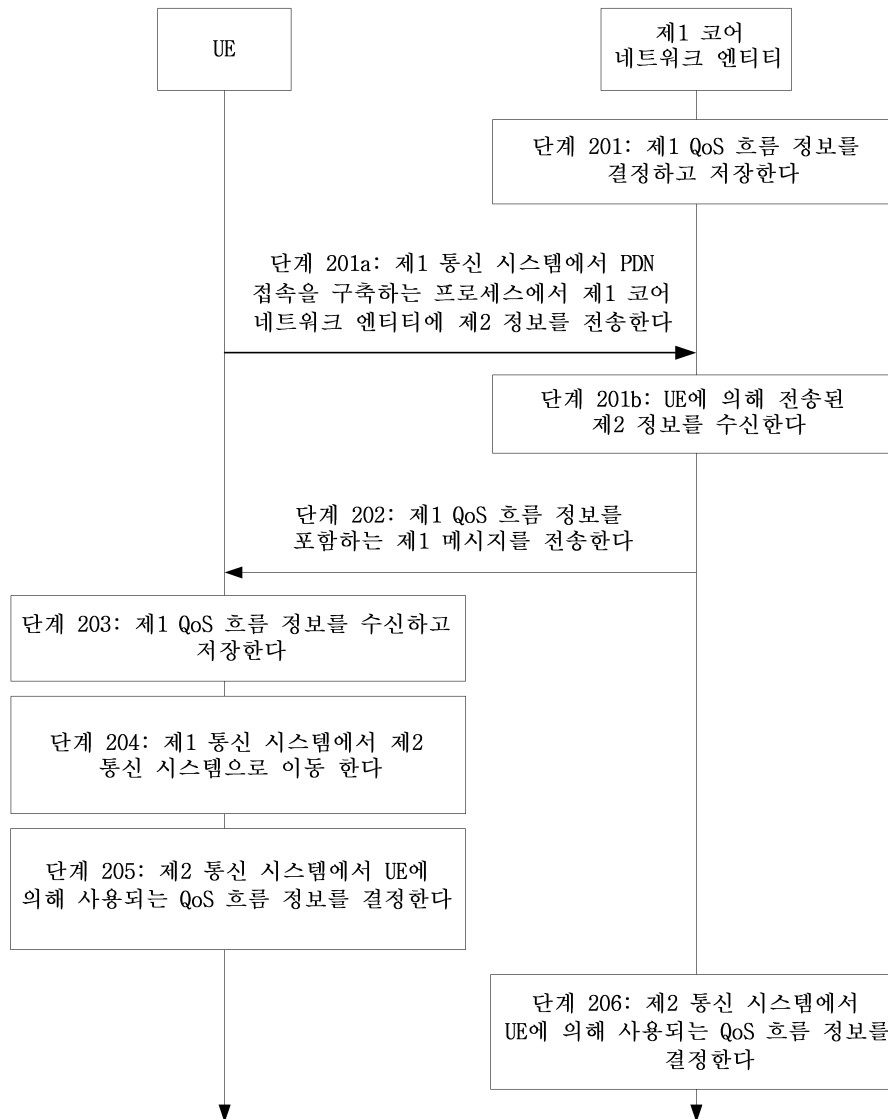 UE
제1 코어
네트워크 엔티티
단계 201: 제1 QoS 흐름 정보를
결정하고 저장한다
단계 201a: 제1 통신 시스템에서 PDN
접속을 구축하는 프로세스에서 제1 코어
네트워크 엔티티에 제2 정보를 전송한다
단계 201b: UE에 의해 전송된
제2 정보를 수신한다
단계 202: 제1 QoS 흐름 정보를
포함하는 제1 메시지를 전송한다
단계 203: 제1 QoS 흐름 정보를 수신하고
저장한다
단계 204: 제1 통신 시스템에서 제2
통신 시스템으로 이동 한다
단계 205: 제2 통신 시스템에서 UE에
의해 사용되는 QoS 흐름 정보를 결정한다
단계 206: 제2 통신 시스템에서
UE에 의해 사용되는 QoS 흐름 정보를
결정한다